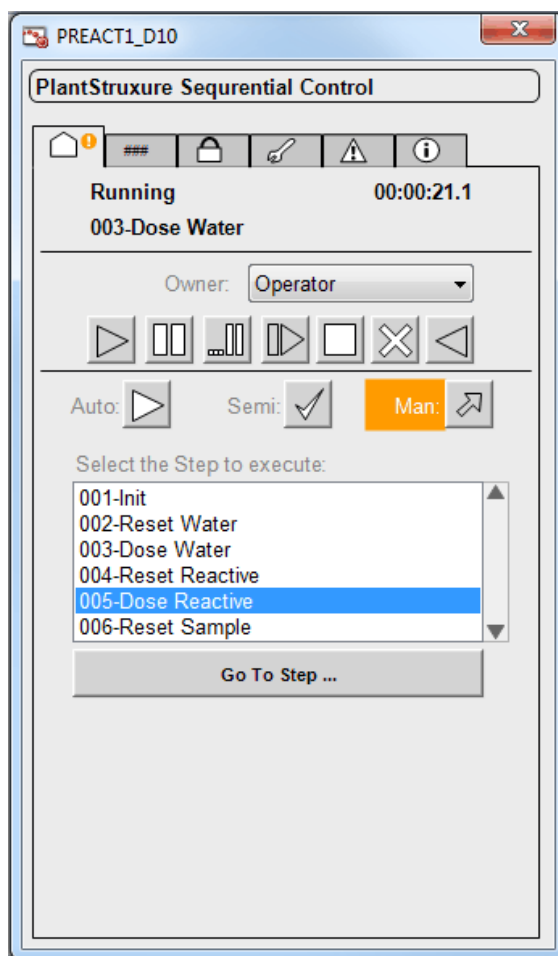 PREACT1_D10
PlantStruxure Sequrential Control
###
Running 00:00:21.1
003-Dose Water
Owner: Operator
Auto: Semi: Man:
Select the Step to execute:
001-Init
002-Reset Water
003-Dose Water
004-Reset Reactive
005-Dose Reactive
006-Reset Sample
Go To Step ...